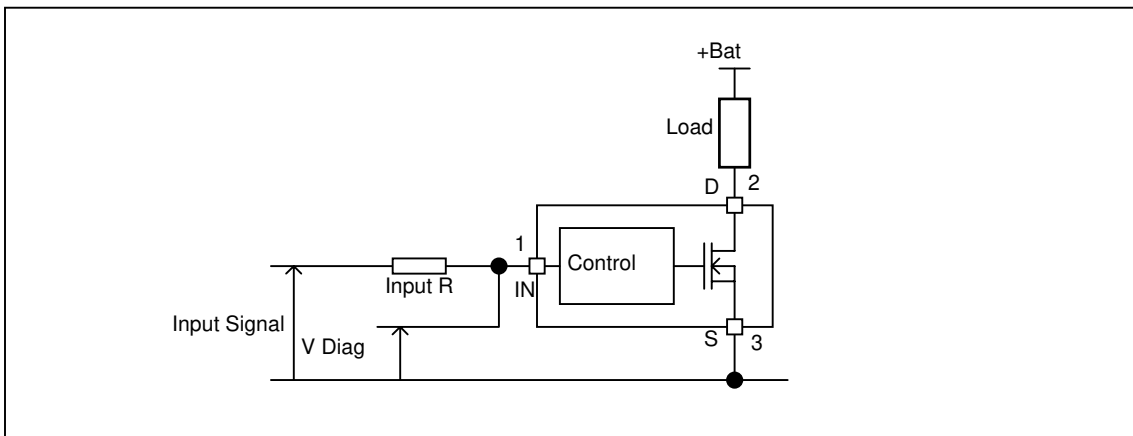 +Bat
Load
D
2
1
Control
Input R
IN
Input Signal
V Diag
S
3